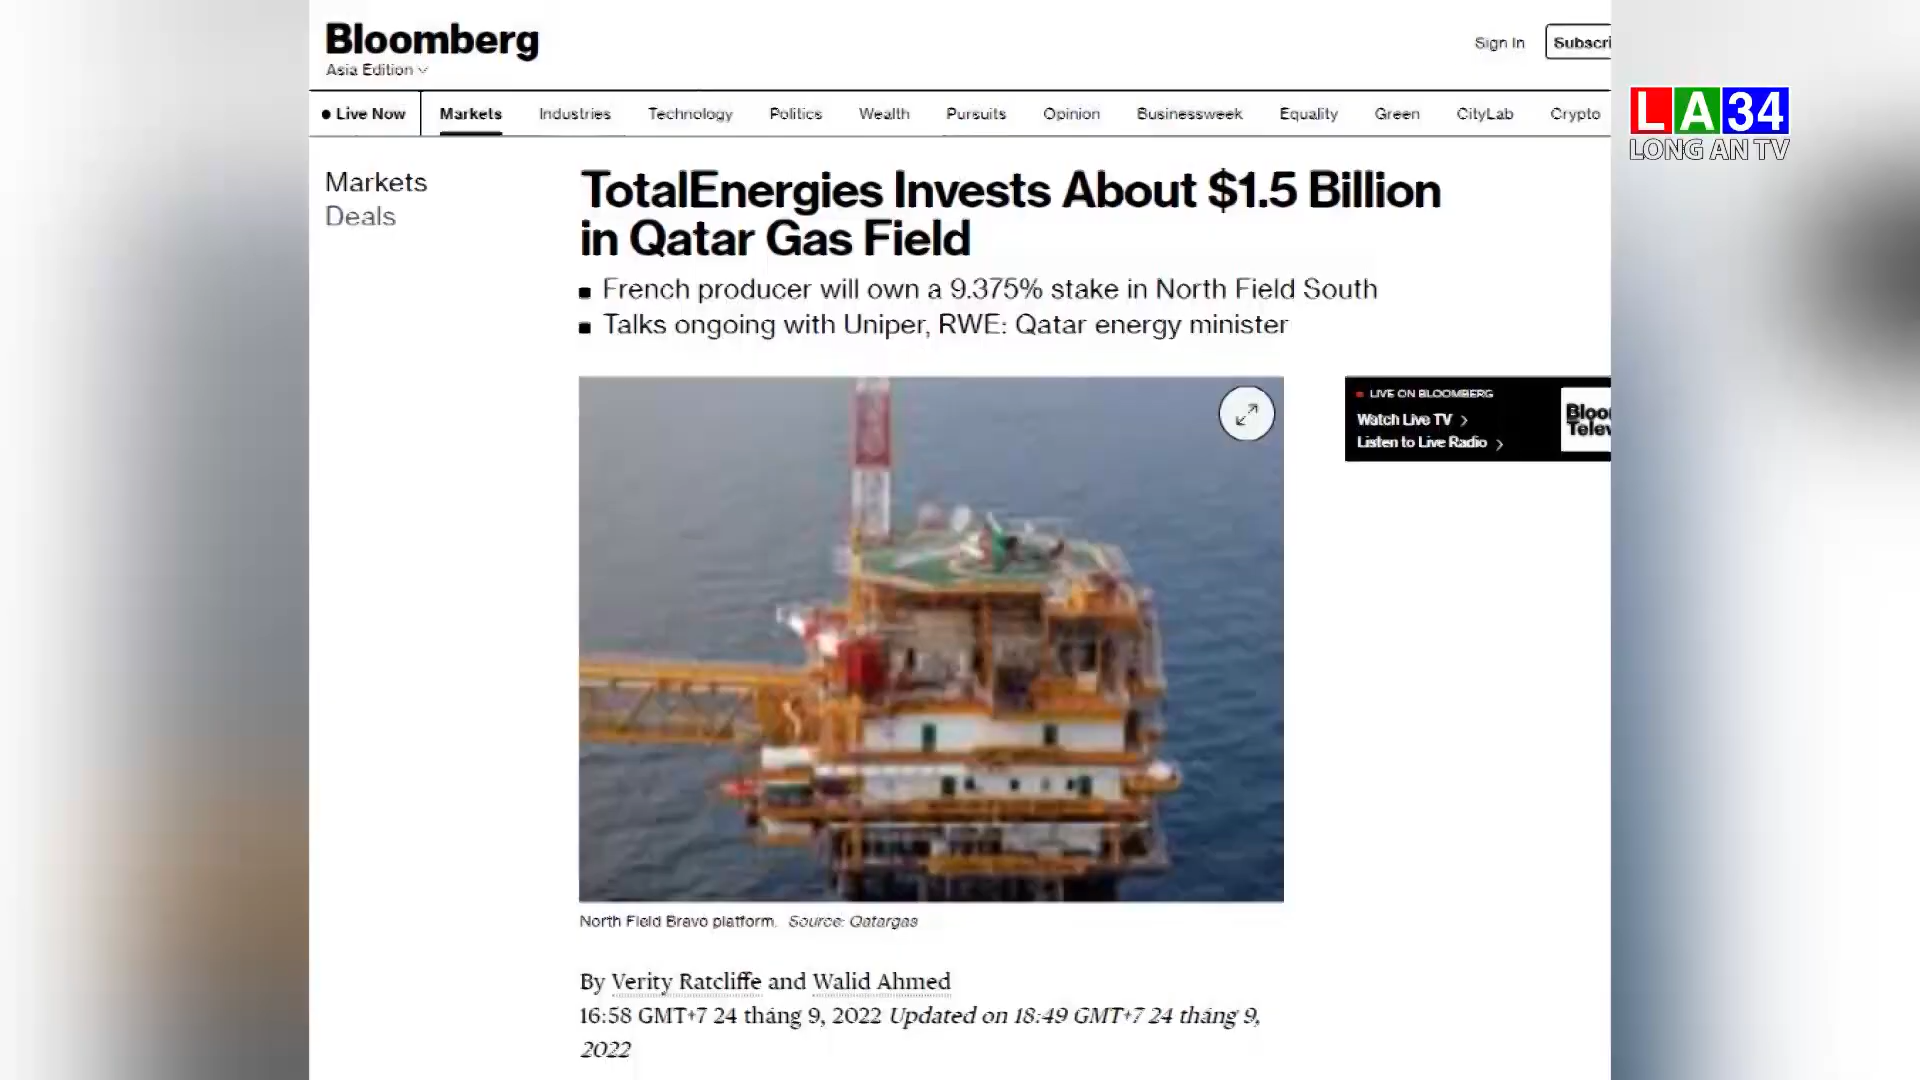 Bloomberg
Asia Edition
Sign In
Subscri
Live Now
Markets
Industries
Technology
Politics
Wealth
Pursuits
Opinion
Businessweek
Equality
Green
CityLab
Crypto
LA34
LONG AN TV
Markets
Deals
TotalEnergies Invests About $1.5 Billion
in Qatar Gas Field
French producer will own a 9.375% stake in North Field South
Talks ongoing with Uniper, RWE: Qatar energy minister
LIVE ON BLOOMBERG
Watch Live TV >
Listen to Live Radio >
Bloo
Telev
North Field Bravo platform. Source: Qatargas
By Verity Ratcliffe and Walid Ahmed
16:58 GMT+7 24 tháng 9, 2022 Updated on 18:49 GMT+7 24 tháng 9,
2022